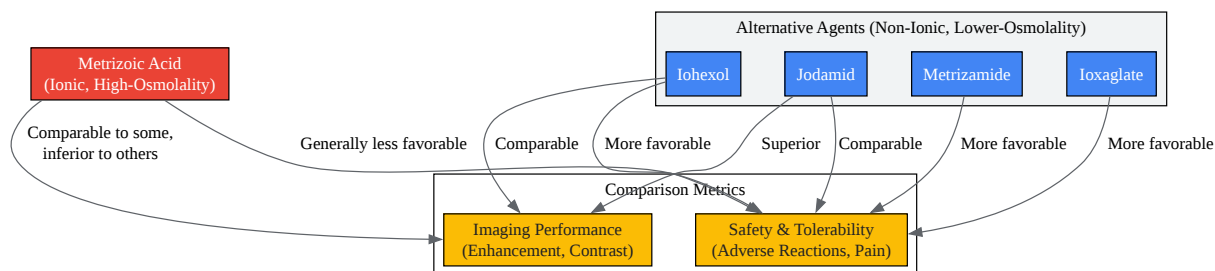 Alternative Agents (Non-Ionic, Lower-Osmolality)
Metrizoic Acid
(Ionic, High-Osmolality)
Iohexol
Jodamid
Metrizamide
Ioxaglate
Comparable to some,
inferior to others
Generally less favorable
Comparable
More favorable
Superior
Comparable
More favorable
More favorable
Comparison Metrics
Imaging Performance
(Enhancement, Contrast)
Safety & Tolerability
(Adverse Reactions, Pain)